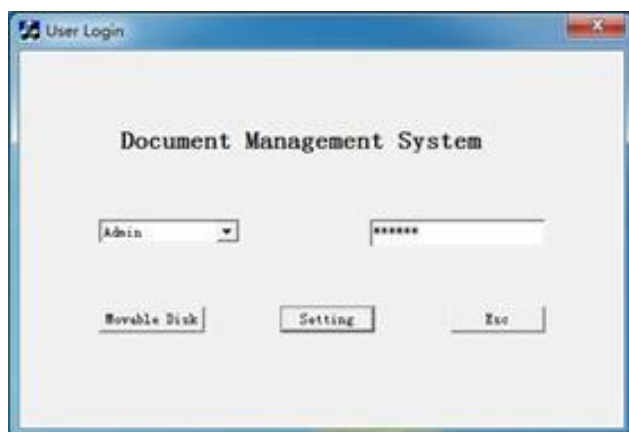 User Login
Document Management System
Admin ******
Movable Disk Setting Esc